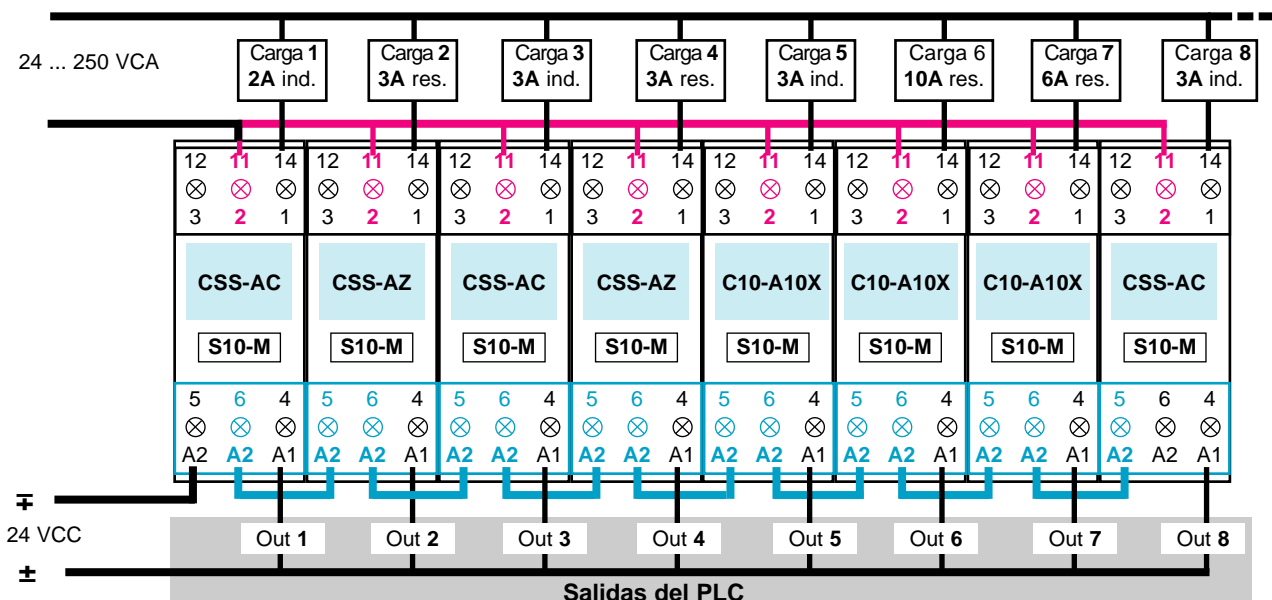 Carga 1 Carga 2 Carga 3 Carga 4 Carga 5 Carga 6 Carga 7 Carga 8
24 ... 250 VCA
2A ind. 3A res. 3A ind. 3A res. 3A ind. 10A res. 6A res. 3A ind.
12 11 14 12 11 14 12 11 14 12 11 14 12 11 14 12 11 14 12 11 14 12 11 14
3 2 1 3 2 1 3 2 1 3 2 1 3 2 1 3 2 1 3 2 1 3 2 1
CSS-AC CSS-AZ CSS-AC CSS-AZ C10-A10X C10-A10X C10-A10X CSS-AC
S10-M S10-M S10-M S10-M S10-M S10-M S10-M S10-M
5 6 4 5 6 4 5 6 4 5 6 4 5 6 4 5 6 4 5 6 4 5 6 4
A2 A2 A1 A2 A2 A1 A2 A2 A1 A2 A2 A1 A2 A2 A1 A2 A2 A1 A2 A2 A1 A2 A2 A1
∓
24 VCC
Out 1 Out 2 Out 3 Out 4 Out 5 Out 6 Out 7 Out 8
±
Salidas del PLC